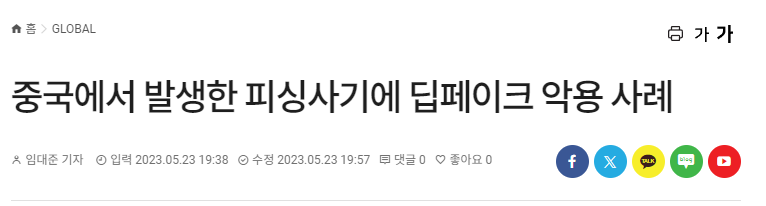 홈 > GLOBAL
가 가
중국에서 발생한 피싱사기에 딥페이크 악용 사례
임대준 기자 입력 2023.05.23 19:38 수정 2023.05.23 19:57 댓글 0 좋아요 0
f X TALK blog